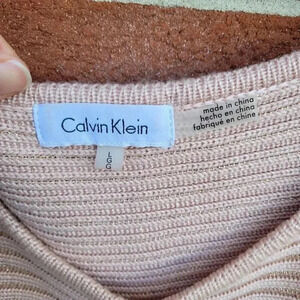 Calvin Klein
L
G
G
made in china
hecho en china
fabriqué en chine